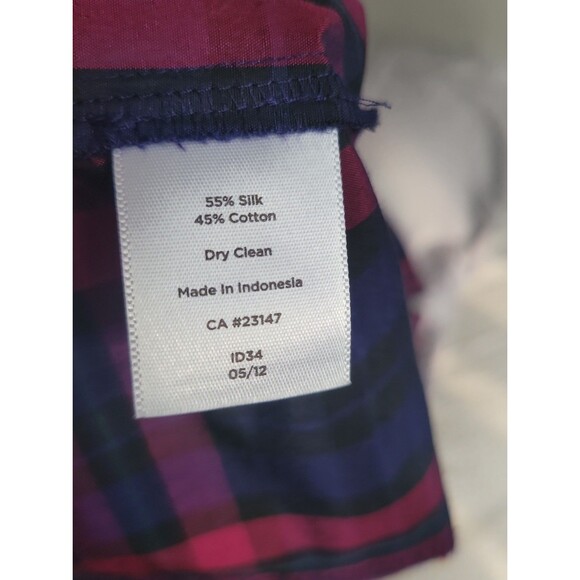 55% Silk
45% Cotton
Dry Clean
Made In Indonesia
CA #23147
ID34
05/12